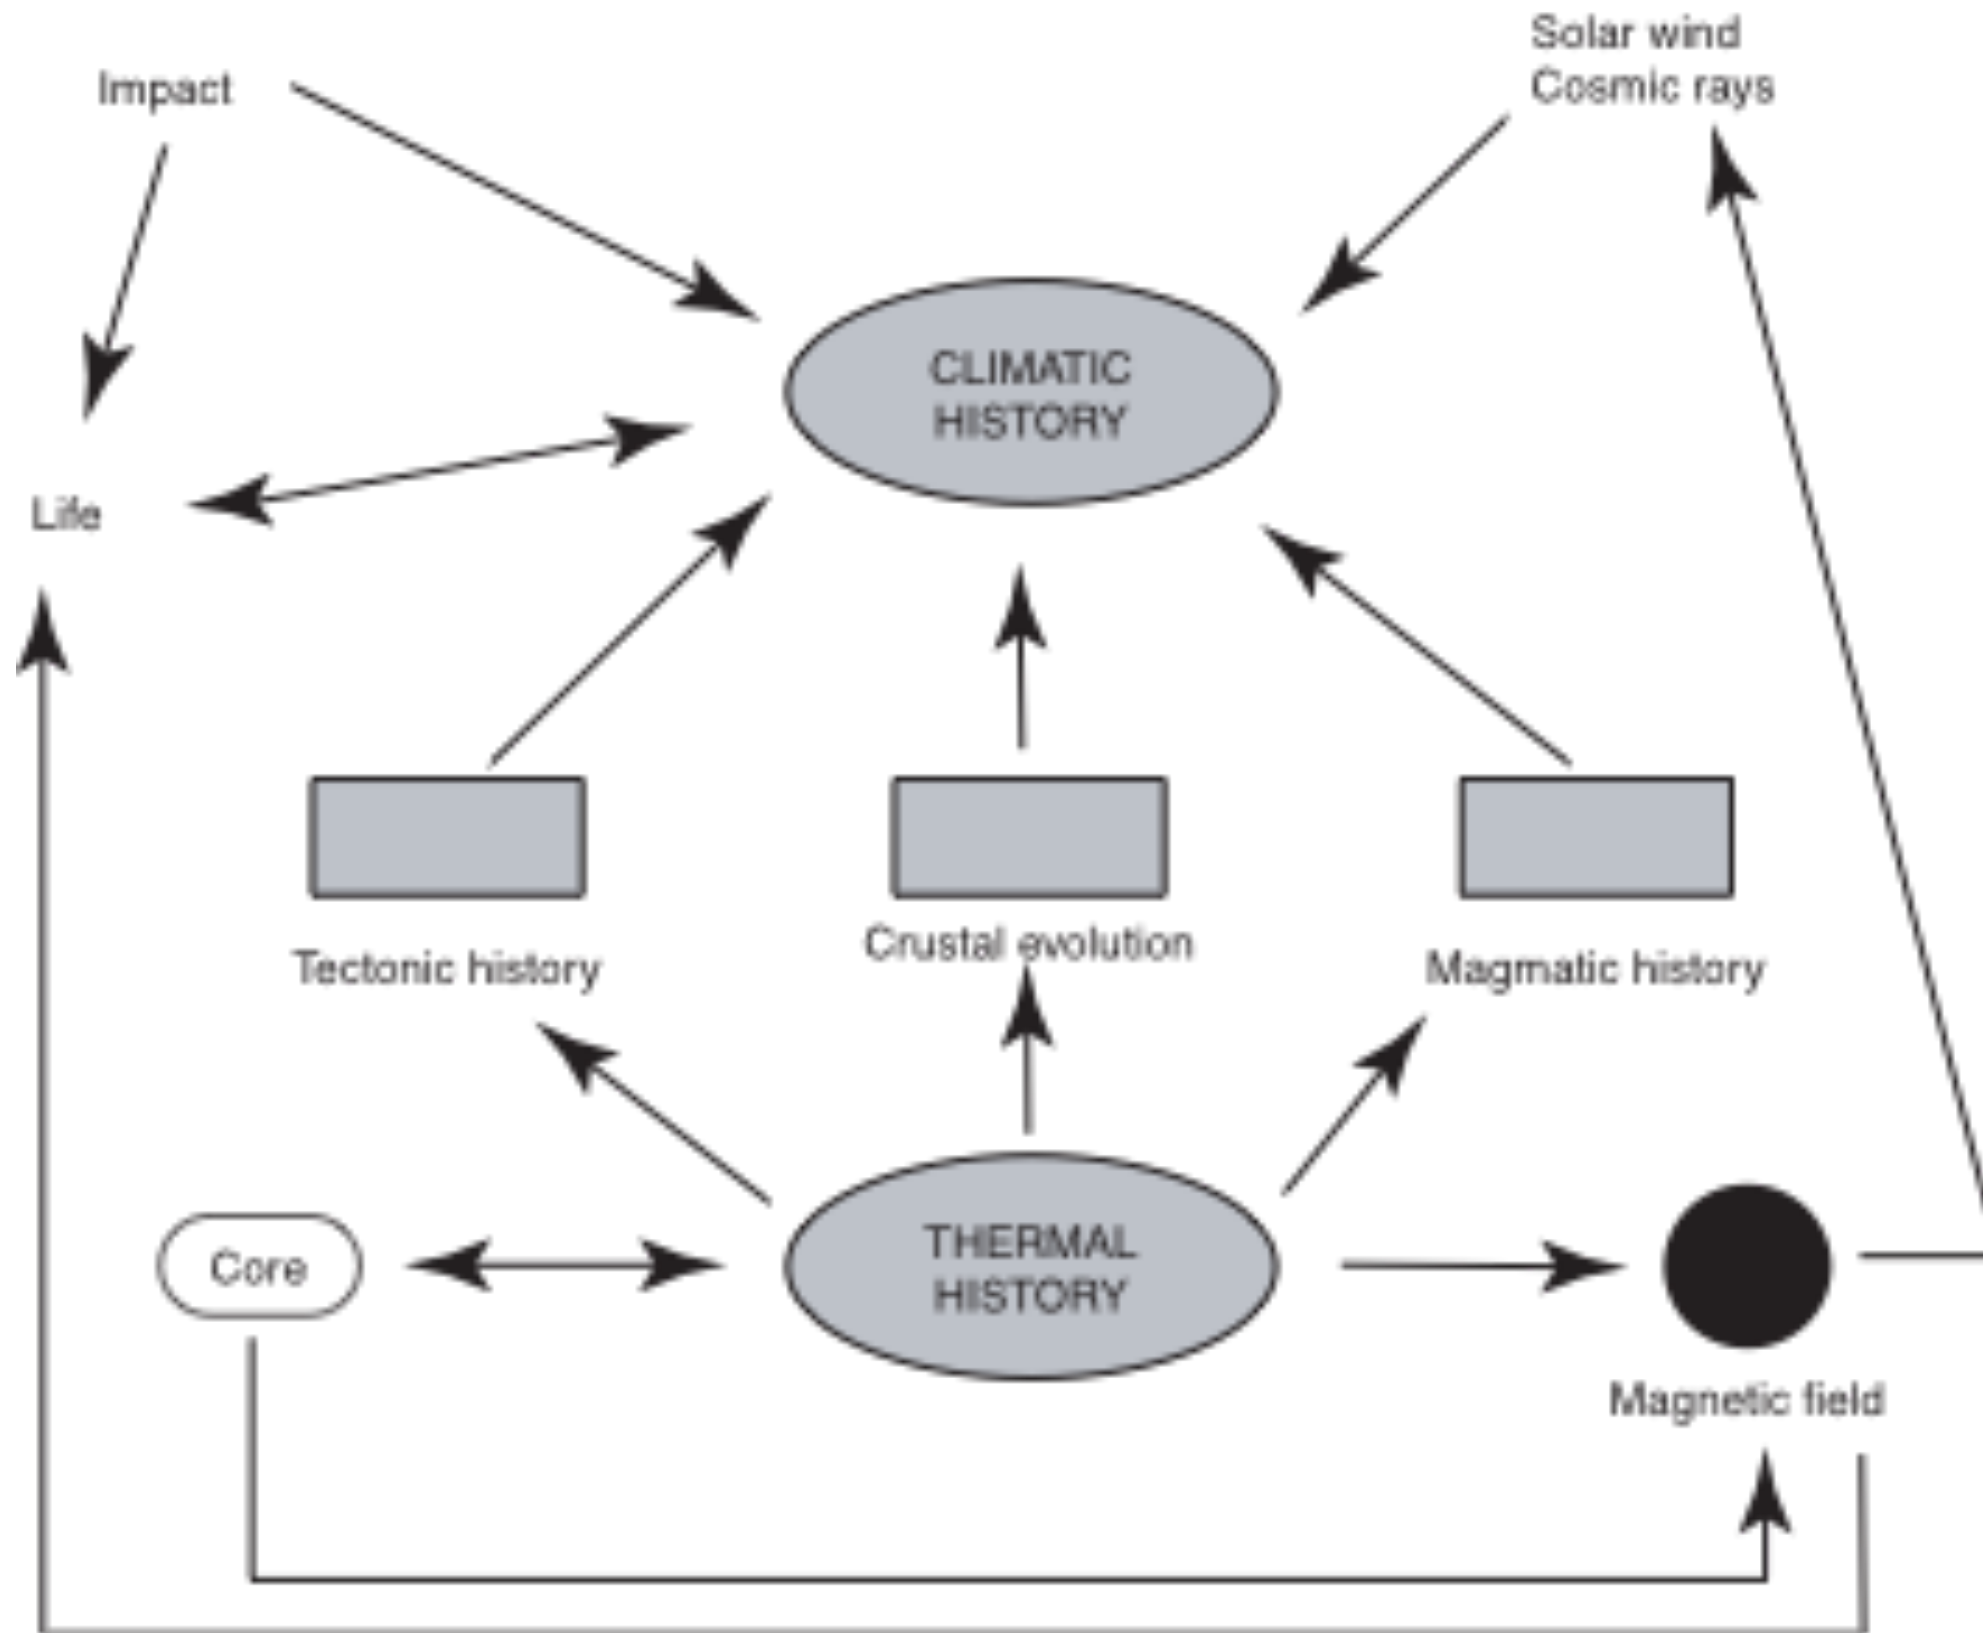 Impact
Solar wind
Cosmic rays
CLIMATIC
HISTORY
Life
Tectonic history
Crustal evolution
Magmatic history
Core
THERMAL
HISTORY
Magnetic field